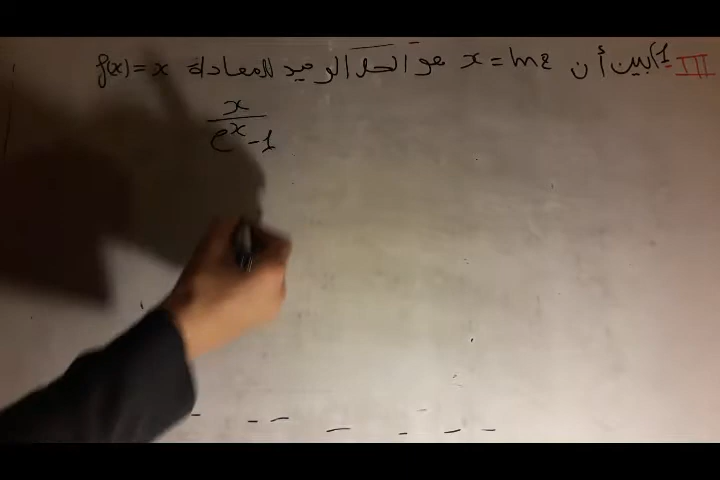 III-1) بين أن x = ln2 هو الحل الوحيد للمعادلة f(x) = x
x
e^x - 1